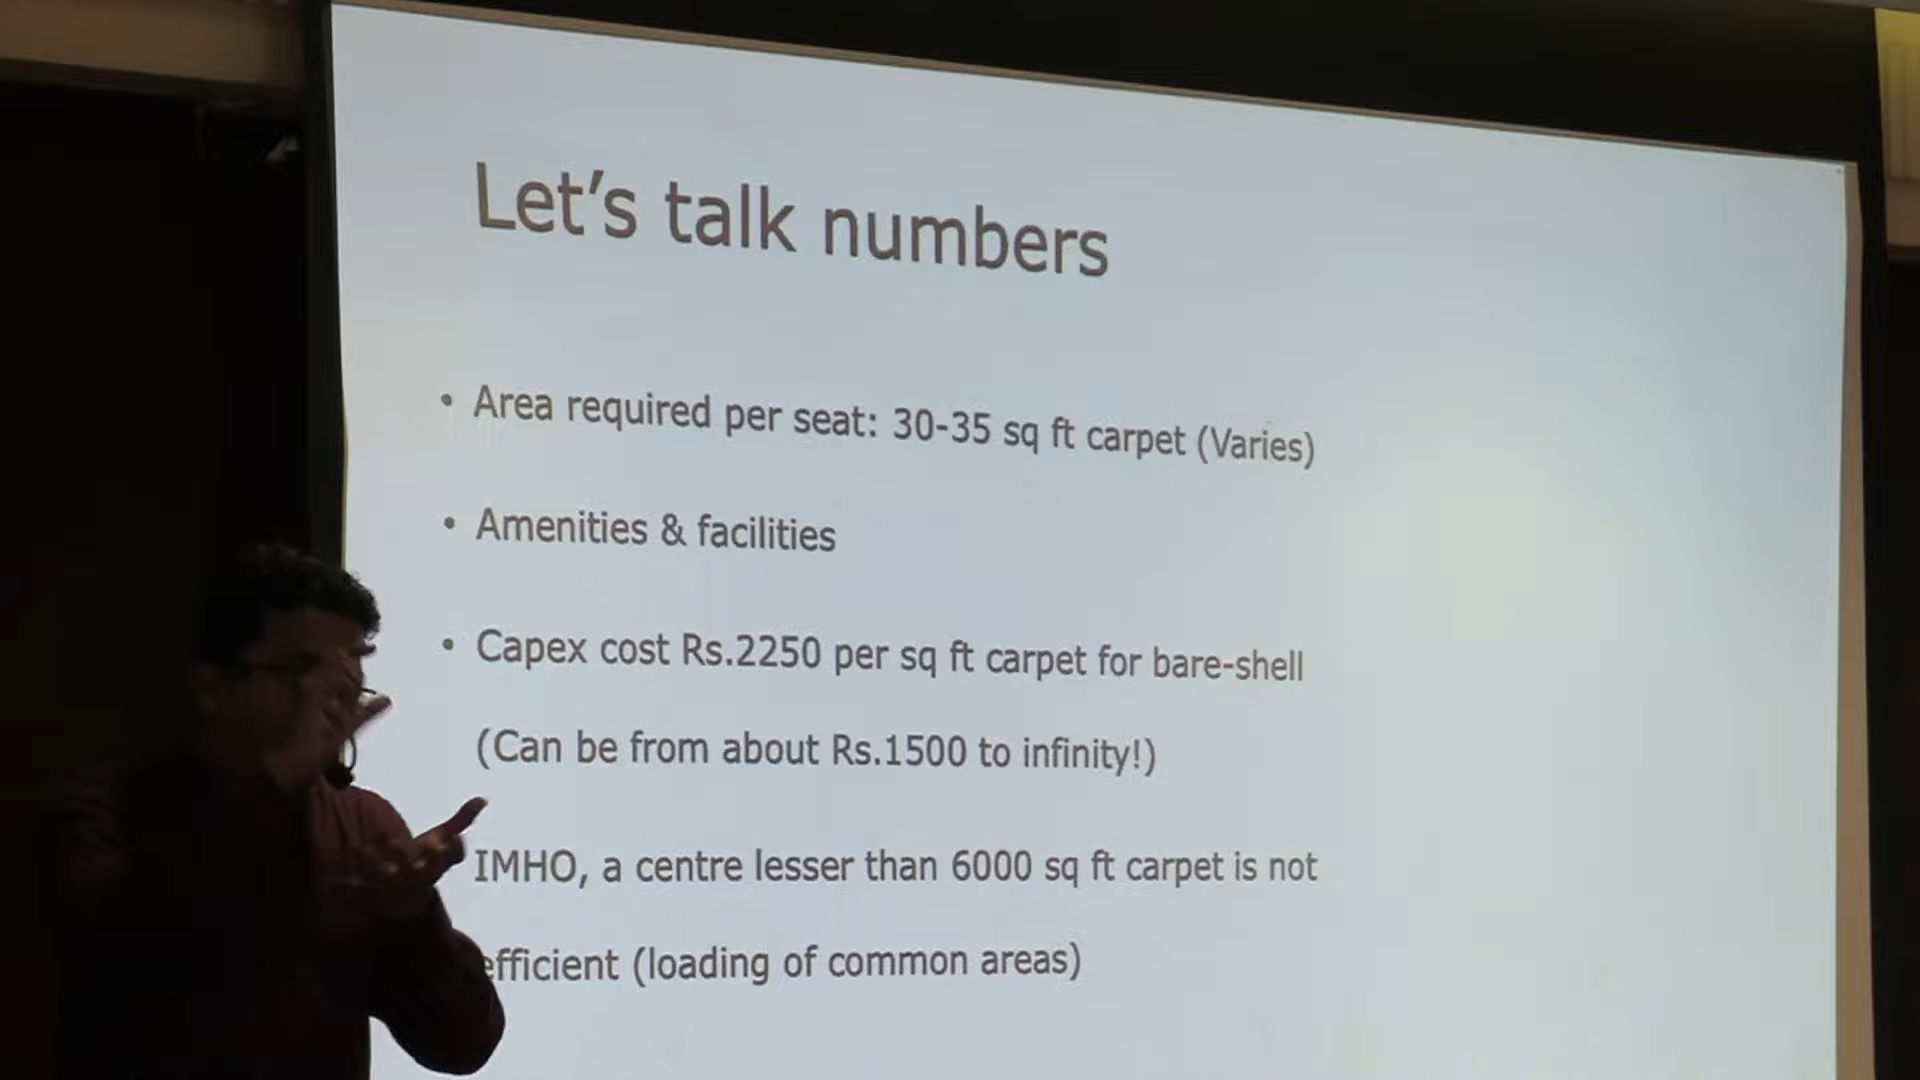 Let's talk numbers
• Area required per seat: 30-35 sq ft carpet (Varies)
• Amenities & facilities
• Capex cost Rs.2250 per sq ft carpet for bare-shell
(Can be from about Rs.1500 to infinity!)
IMHO, a centre lesser than 6000 sq ft carpet is not
efficient (loading of common areas)